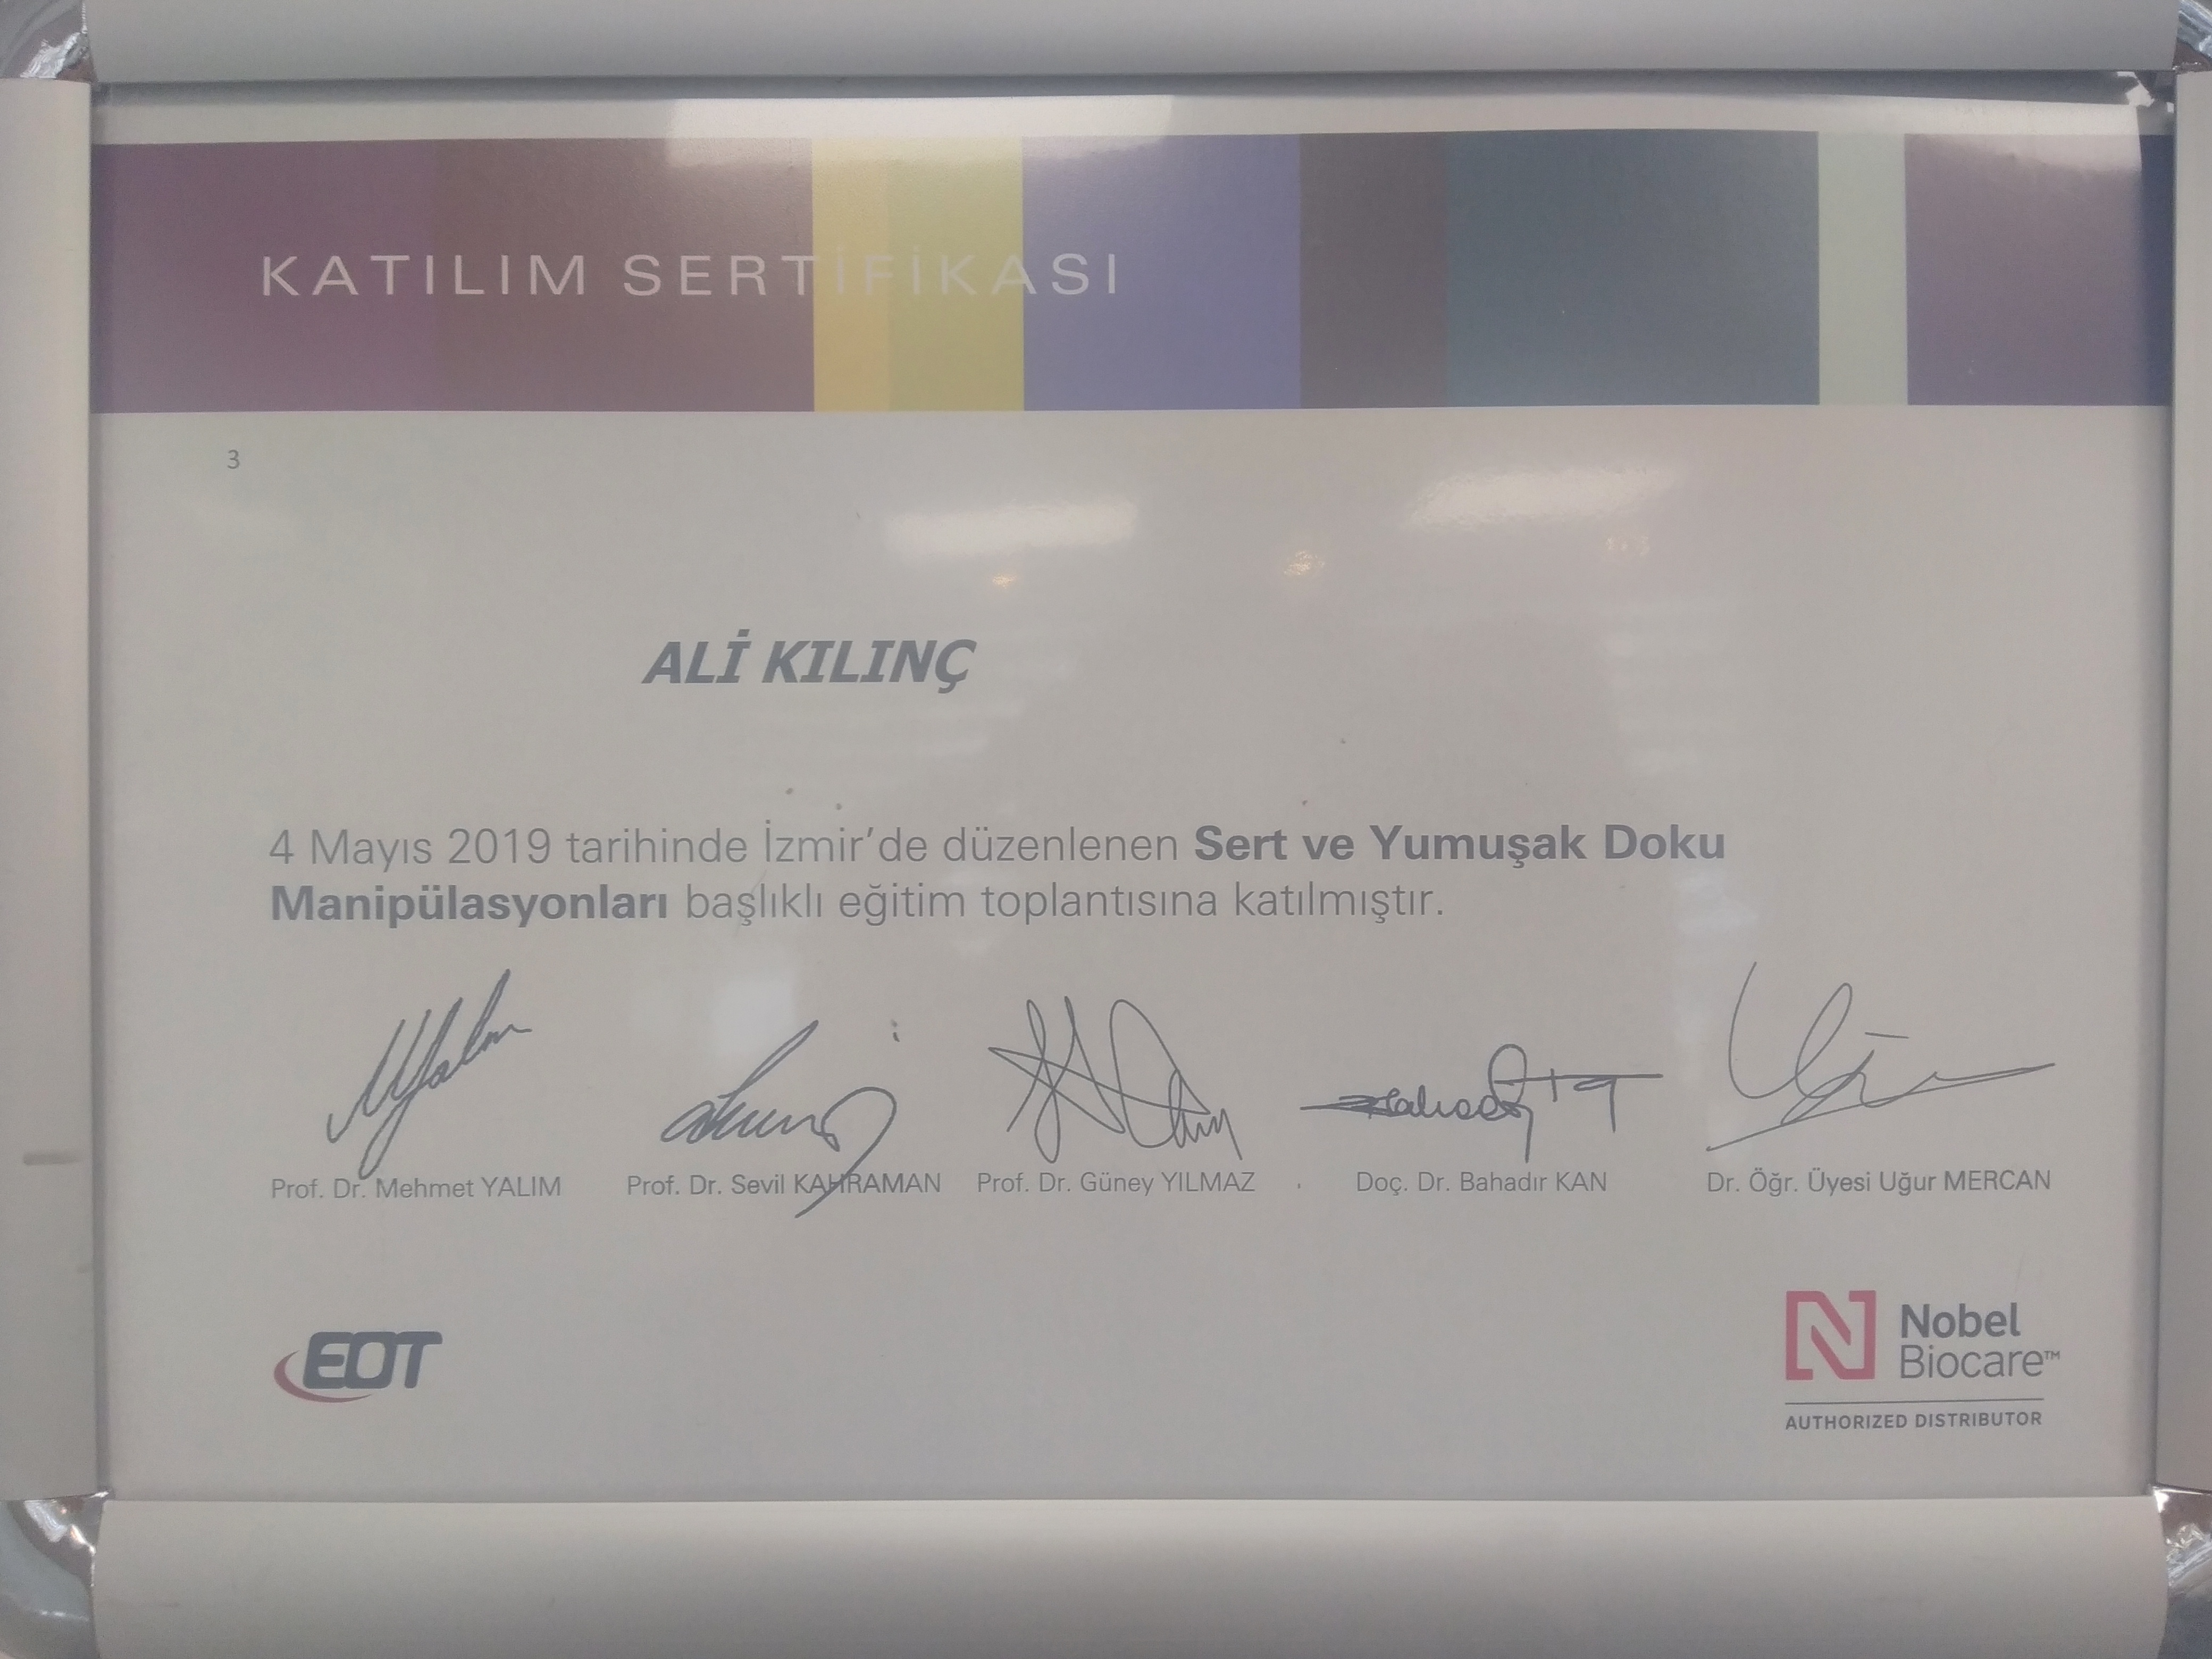 KATILIM SERTİFİKASI
3
ALİ KILINÇ
4 Mayıs 2019 tarihinde İzmir’de düzenlenen Sert ve Yumuşak Doku
Manipülasyonları başlıklı eğitim toplantısına katılmıştır.
Prof. Dr. Mehmet YALIM
Prof. Dr. Sevil KAHRAMAN
Prof. Dr. Güney YILMAZ
Doç. Dr. Bahadır KAN
Dr. Öğr. Üyesi Uğur MERCAN
EOT
N Nobel
Biocare™
AUTHORIZED DISTRIBUTOR